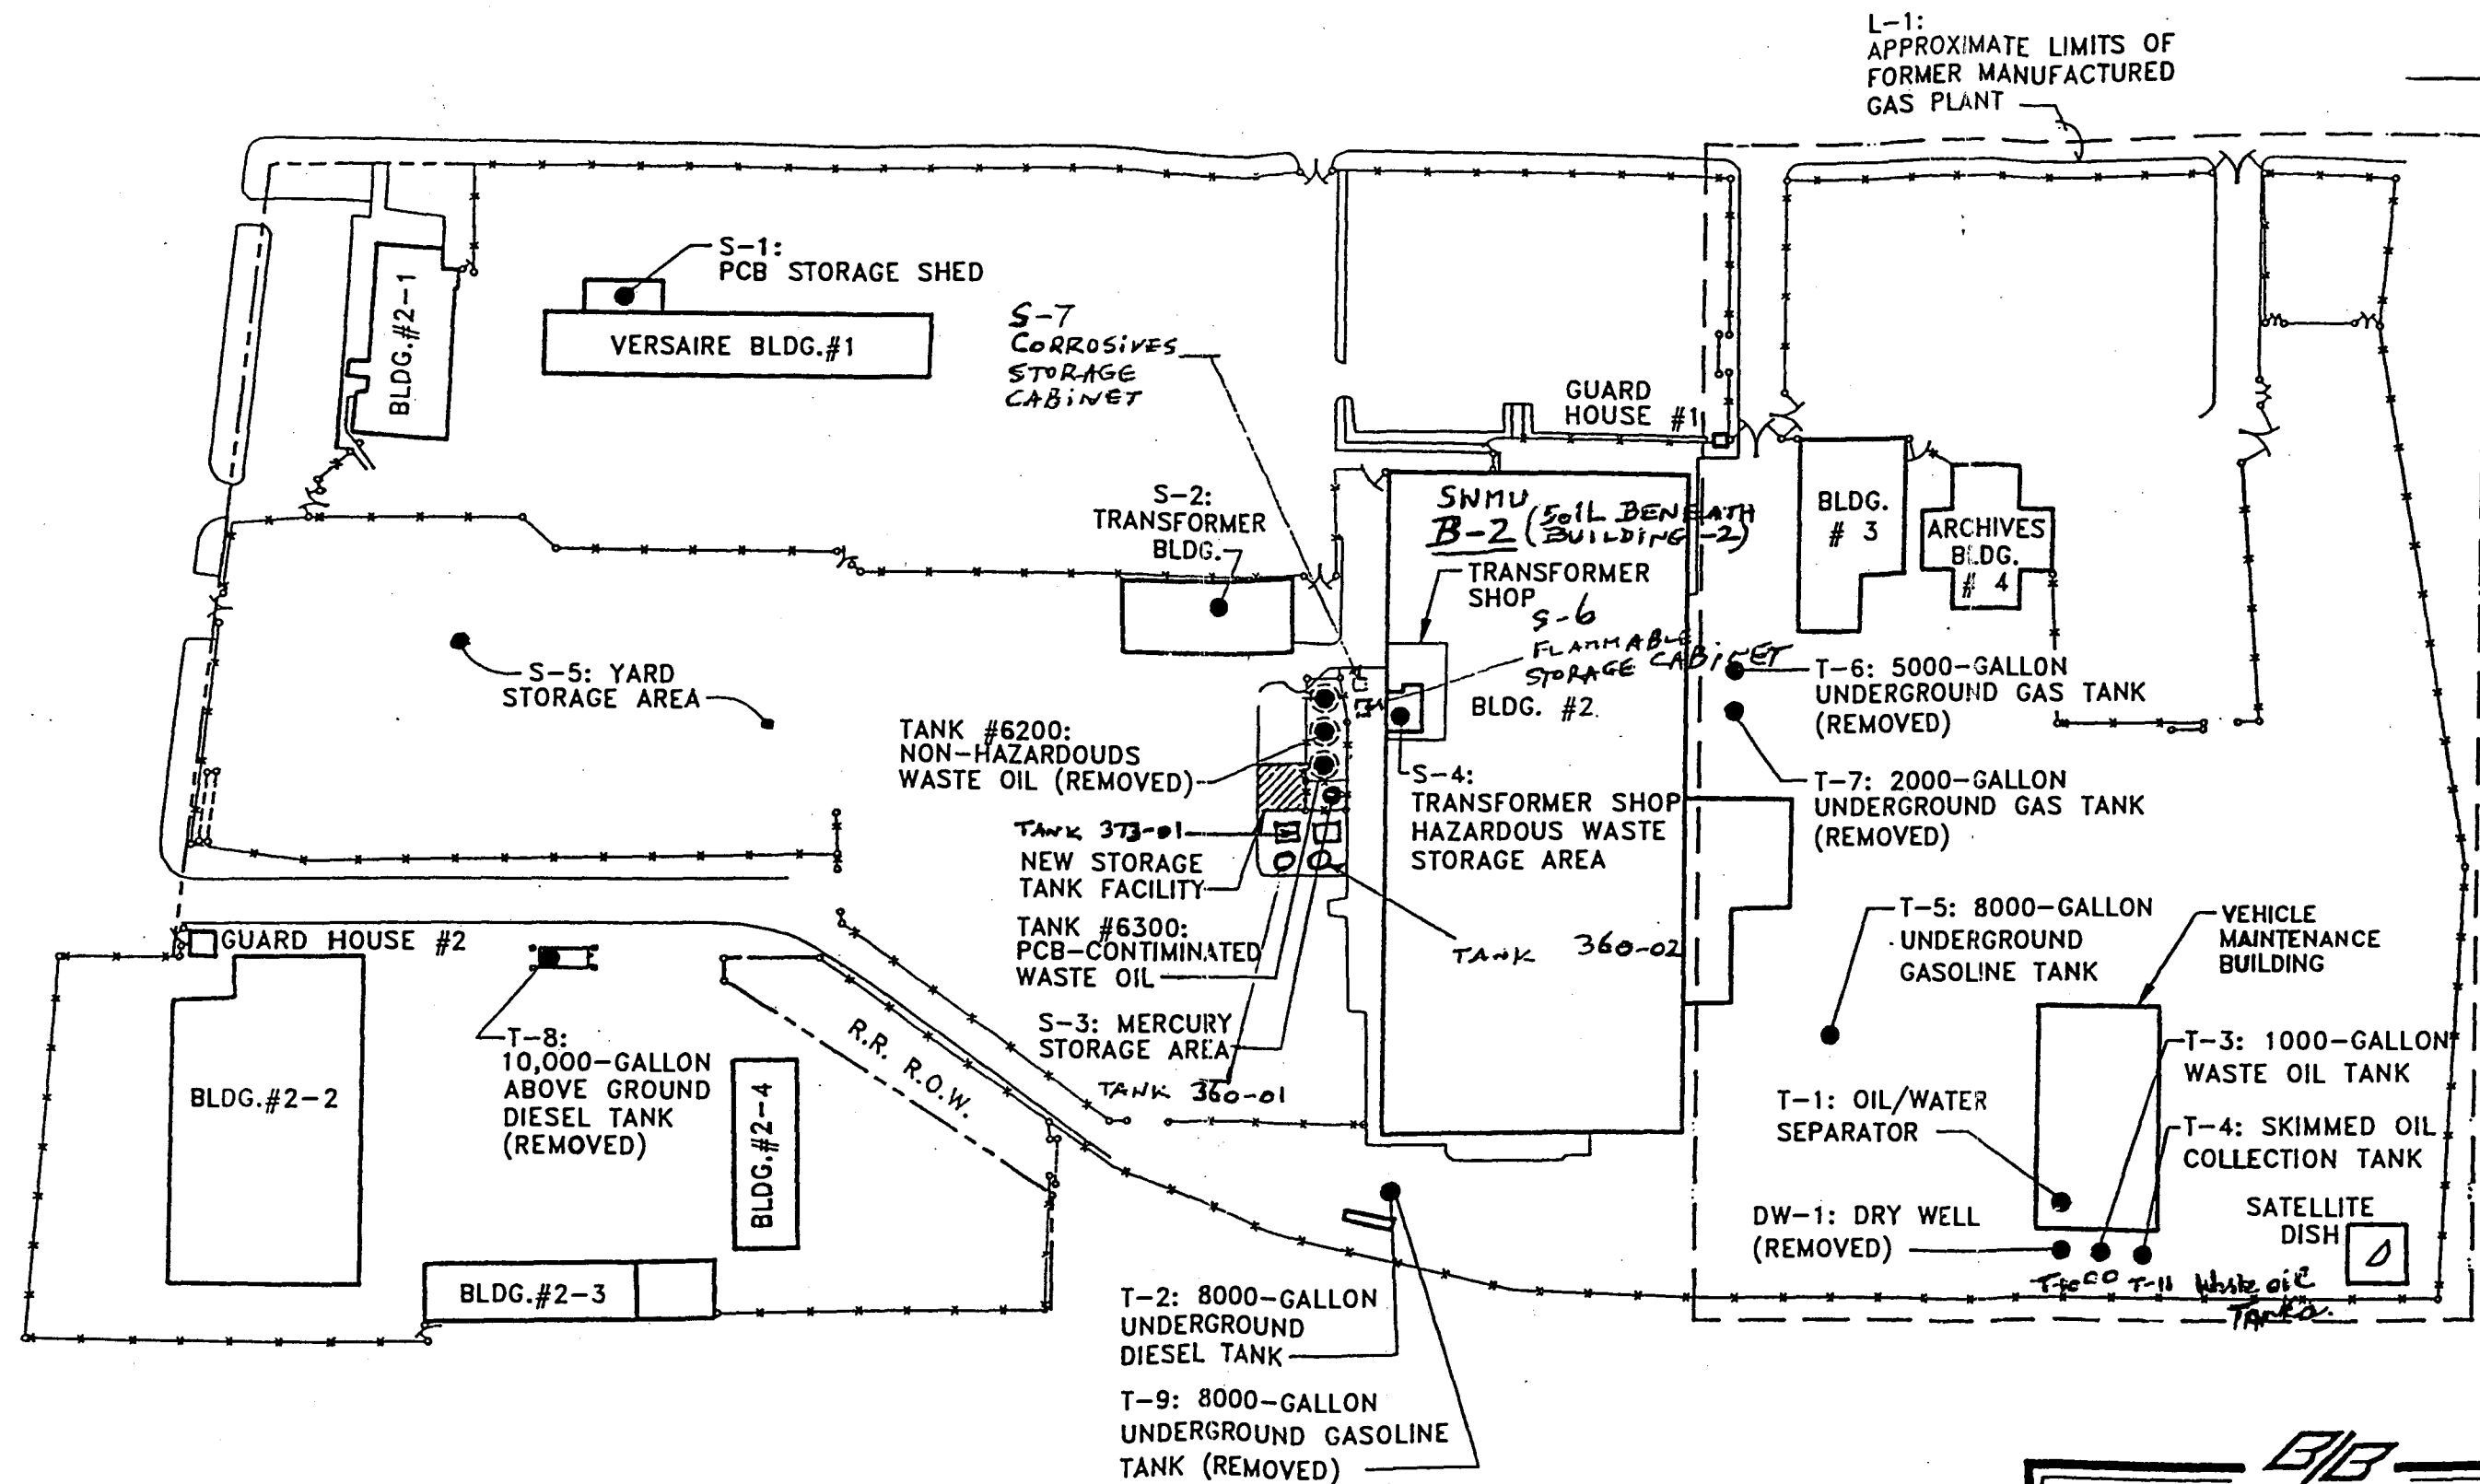 L-1:
APPROXIMATE LIMITS OF
FORMER MANUFACTURED
GAS PLANT
S-1:
PCB STORAGE SHED
VERSAIRE BLDG.#1
BLDG.#2-1
S-7
CORROSiVES
STORAGE
CABiNET
GUARD
HOUSE #1
S-2:
TRANSFORMER
BLDG.
SWMU
B-2 (SoiL BENEATH
BUiLDiNG -2)
TRANSFORMER
SHOP
S-6
FLAMMABLE
STORAGE CABiNET
BLDG. #2
BLDG.
# 3
ARCHIVES
BLDG.
# 4
S-5: YARD
STORAGE AREA
T-6: 5000-GALLON
UNDERGROUND GAS TANK
(REMOVED)
TANK #6200:
NON-HAZARDOUDS
WASTE OIL (REMOVED)
S-4:
TRANSFORMER SHOP
HAZARDOUS WASTE
STORAGE AREA
T-7: 2000-GALLON
UNDERGROUND GAS TANK
(REMOVED)
TANK 373-01
NEW STORAGE
TANK FACILITY
TANK #6300:
PCB-CONTIMINATED
WASTE OIL
TANK 360-02
T-5: 8000-GALLON
UNDERGROUND
GASOLINE TANK
VEHICLE
MAINTENANCE
BUILDING
GUARD HOUSE #2
T-8:
10,000-GALLON
ABOVE GROUND
DIESEL TANK
(REMOVED)
R.R. R.O.W.
S-3: MERCURY
STORAGE AREA
TANK 360-01
BLDG.#2-2
BLDG.#2-4
BLDG.#2-3
T-3: 1000-GALLON
WASTE OIL TANK
T-1: OIL/WATER
SEPARATOR
T-4: SKIMMED OIL
COLLECTION TANK
DW-1: DRY WELL
(REMOVED)
SATELLITE
DISH
T-11 Waste oil
TANKS.
T-2: 8000-GALLON
UNDERGROUND
DIESEL TANK
T-9: 8000-GALLON
UNDERGROUND GASOLINE
TANK (REMOVED)